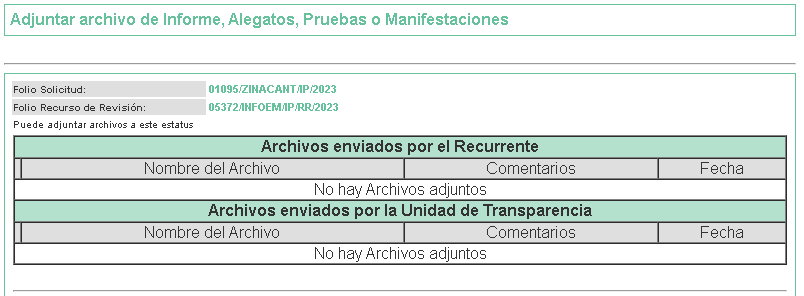 Adjuntar archivo de Informe, Alegatos, Pruebas o Manifestaciones
Folio Solicitud: 01095/ZINACANT/IP/2023
Folio Recurso de Revisión: 05372/INFOEM/IP/RR/2023
Puede adjuntar archivos a este estatus
Archivos enviados por el Recurrente
Nombre del Archivo Comentarios Fecha
No hay Archivos adjuntos
Archivos enviados por la Unidad de Transparencia
Nombre del Archivo Comentarios Fecha
No hay Archivos adjuntos